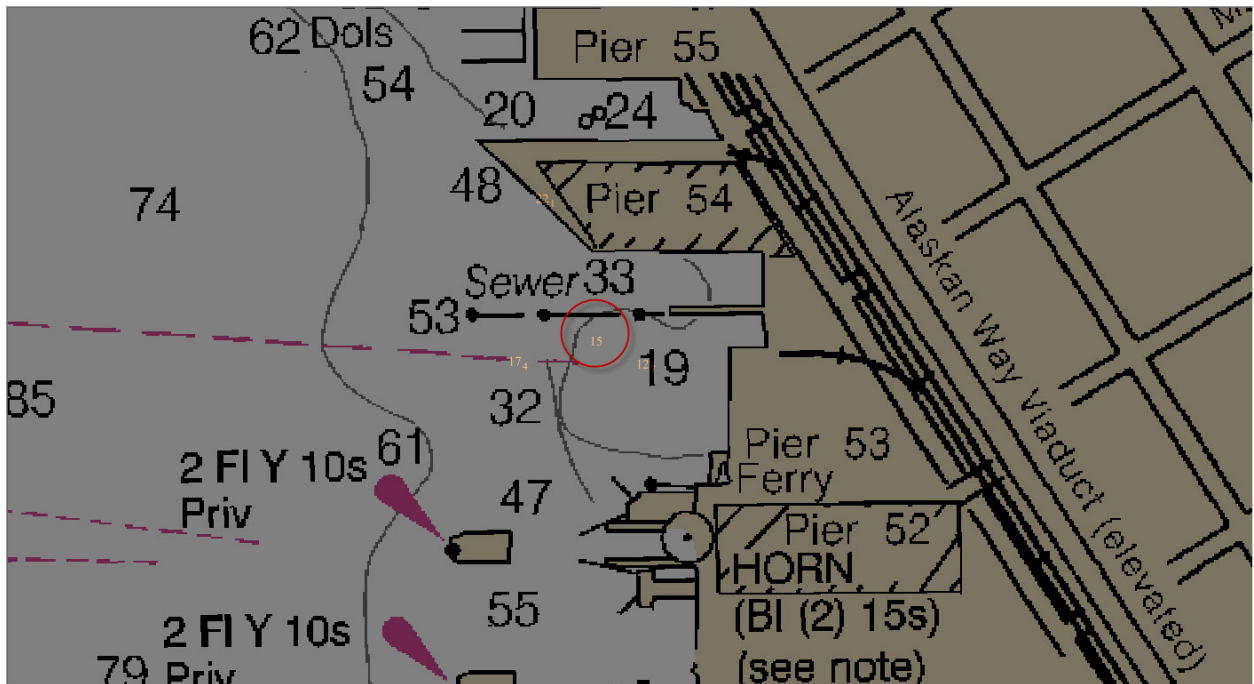 62 Dols
Pier 55
54
20
24
48
Pier 54
74
Sewer 33
53
15
17 4
19
85
32
61
2 Fl Y 10s
Priv
47
Pier 53
Ferry
Pier 52
HORN
(Bl (2) 15s)
(see note)
55
2 Fl Y 10s
79 Priv
Alaskan Way Viaduct (elevated)